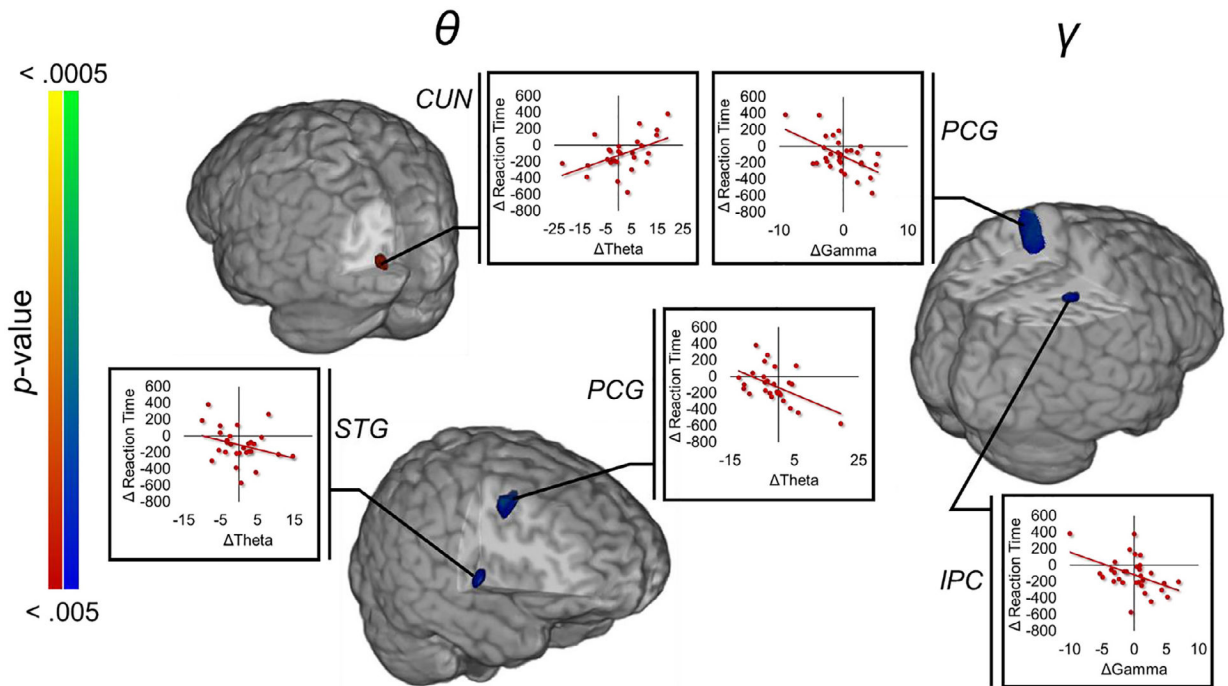 θ
γ
< .0005
p-value
< .005
CUN
Δ Reaction Time
600
400
200
0
-200
-400
-600
-800
-25 -15 -5 5 15 25
ΔTheta
PCG
Δ Reaction Time
600
400
200
0
-200
-400
-600
-800
-10 0 10
ΔGamma
STG
Δ Reaction Time
600
400
200
0
-200
-400
-600
-800
-15 -5 5 15
ΔTheta
PCG
Δ Reaction Time
600
400
200
0
-200
-400
-600
-800
-15 5 25
ΔTheta
IPC
Δ Reaction Time
600
400
200
0
-200
-400
-600
-800
-10 -5 0 5 10
ΔGamma